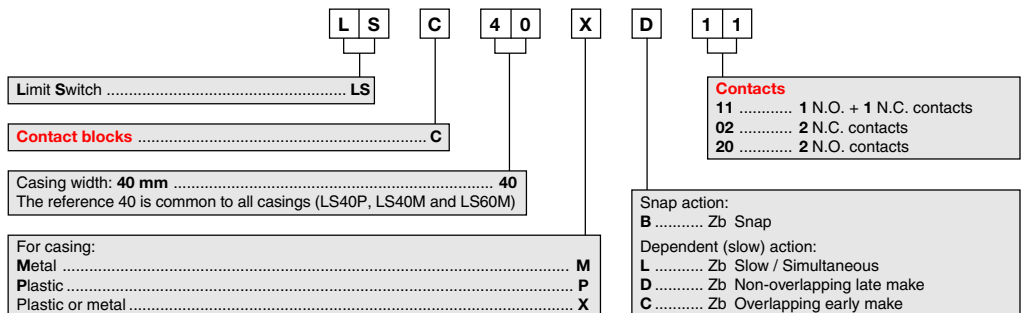 L S C 4 0 X D 1 1
Limit Switch ........................................................ LS
Contact blocks .................................................................... C
Casing width: 40 mm ........................................................................... 40
The reference 40 is common to all casings (LS40P, LS40M and LS60M)
For casing:
Metal ........................................................................................................................ M
Plastic ...................................................................................................................... P
Plastic or metal ......................................................................................................... X
Contacts
11 ............ 1 N.O. + 1 N.C. contacts
02 ............ 2 N.C. contacts
20 ............ 2 N.O. contacts
Snap action:
B ........... Zb Snap
Dependent (slow) action:
L ........... Zb Slow / Simultaneous
D ........... Zb Non-overlapping late make
C ........... Zb Overlapping early make